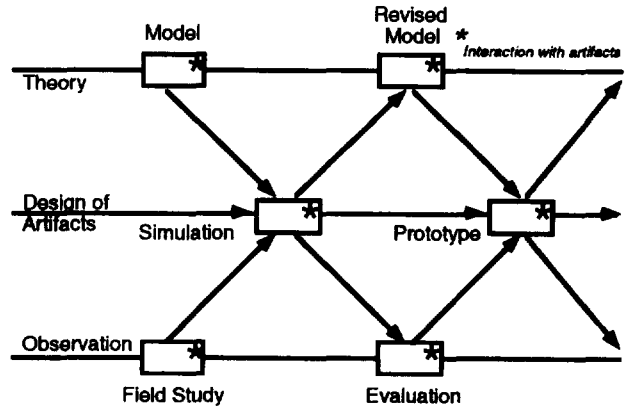 Model
Revised
Model *
Interaction with artifacts
*
*
Theory
Design of
Artifacts
*
*
Simulation
Prototype
Observation
*
*
Field Study
Evaluation